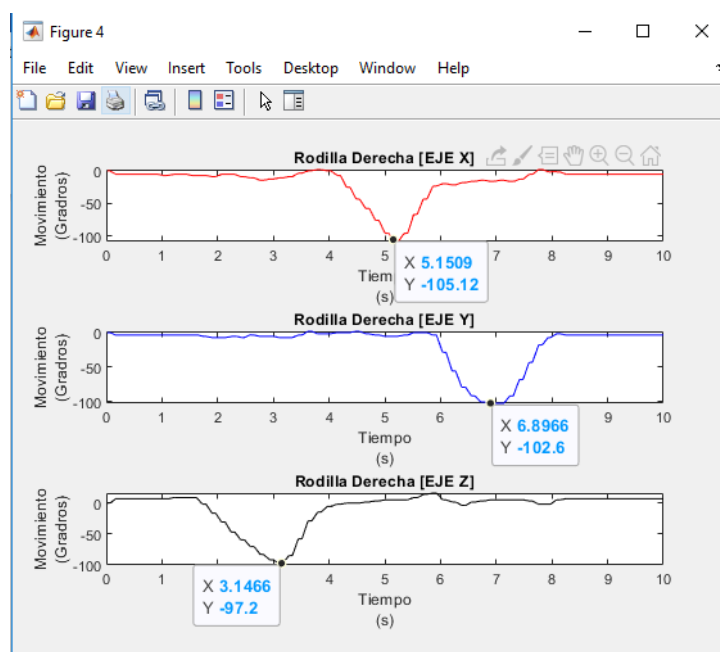 Figure 4
File Edit View Insert Tools Desktop Window Help
Rodilla Derecha [EJE X]
Movimiento
(Gradros)
0
-50
-100
0 1 2 3 4 5 6 7 8 9 10
Tiem
(s)
X 5.1509
Y -105.12
Rodilla Derecha [EJE Y]
Movimiento
(Gradros)
0
-50
-100
0 1 2 3 4 5 6 7 8 9 10
Tiempo
(s)
X 6.8966
Y -102.6
Rodilla Derecha [EJE Z]
Movimiento
(Gradros)
0
-50
-100
0 1 2 3 4 5 6 7 8 9 10
Tiempo
(s)
X 3.1466
Y -97.2